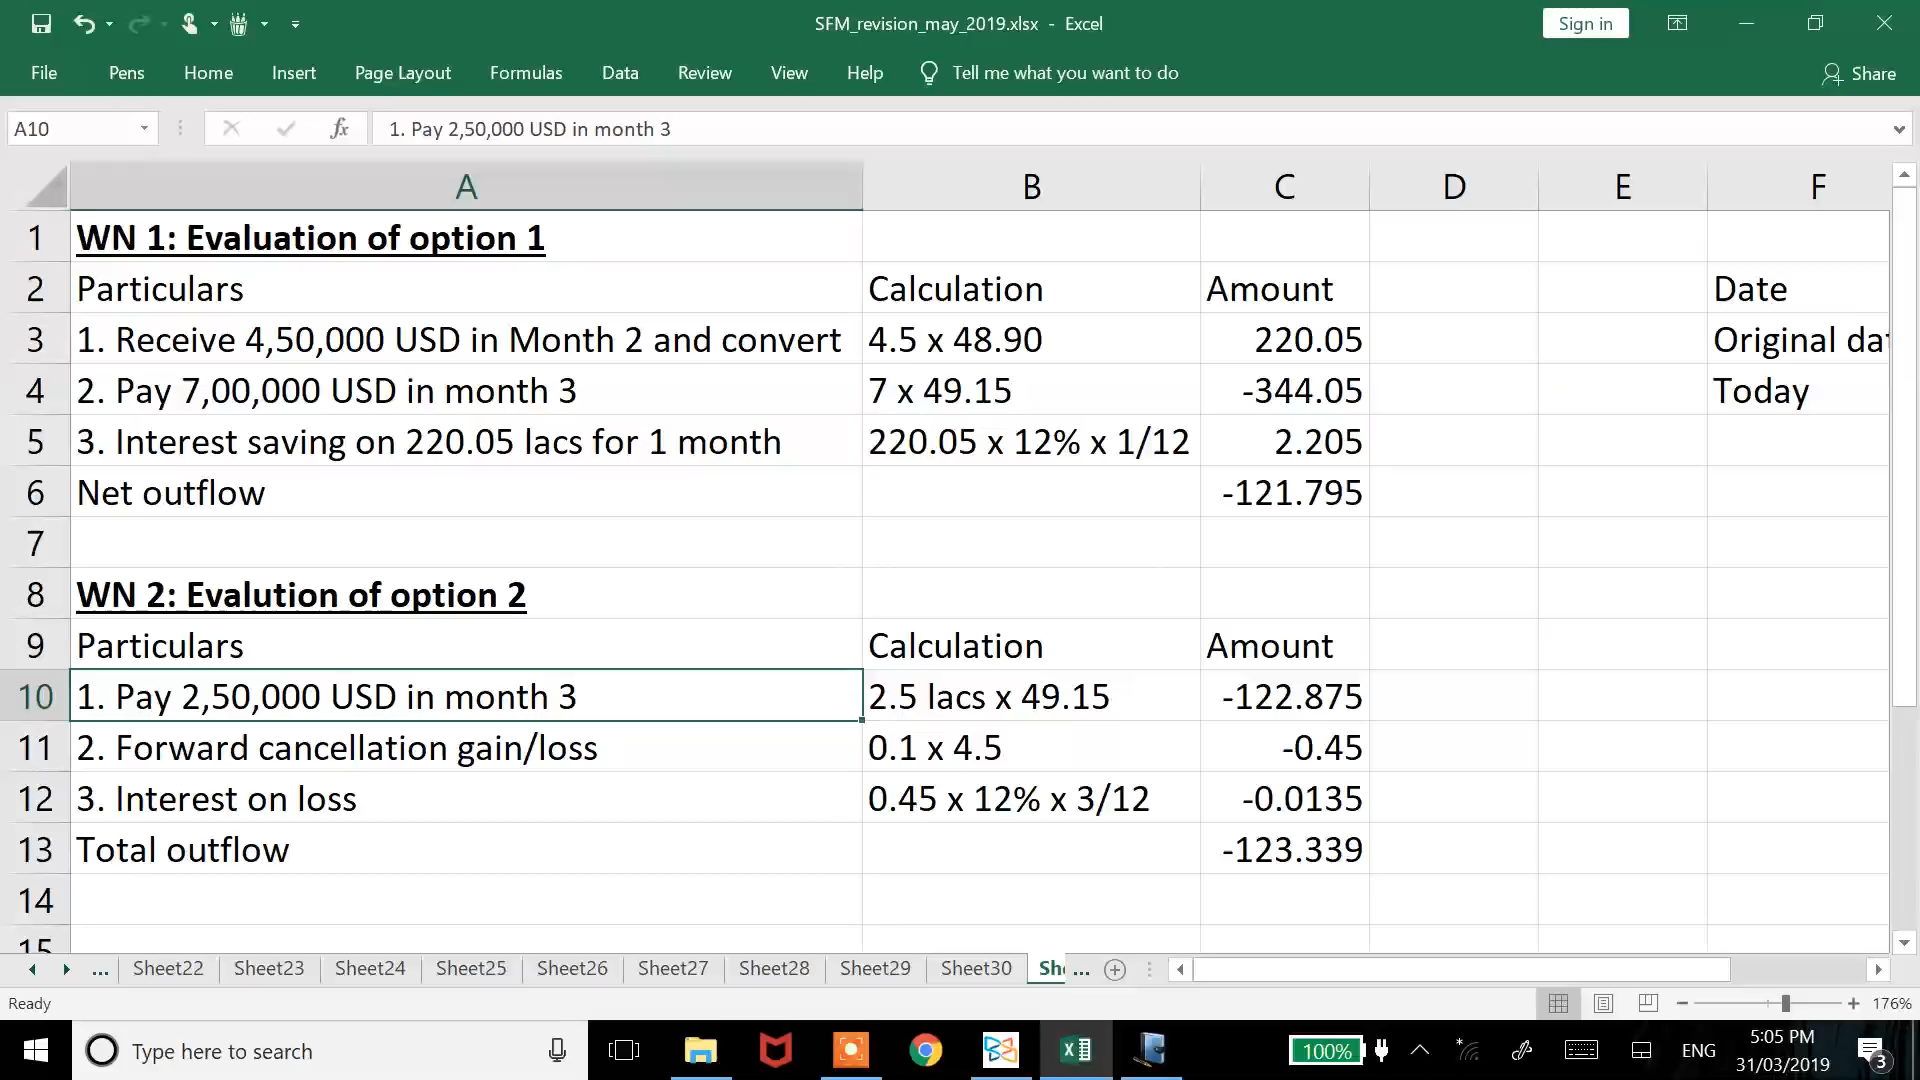 SFM_revision_may_2019.xlsx - Excel
Sign in
File Pens Home Insert Page Layout Formulas Data Review View Help Tell me what you want to do Share
A10 fx 1. Pay 2,50,000 USD in month 3
A B C D E F
1 WN 1: Evaluation of option 1
2 Particulars Calculation Amount Date
3 1. Receive 4,50,000 USD in Month 2 and convert 4.5 x 48.90 220.05 Original da
4 2. Pay 7,00,000 USD in month 3 7 x 49.15 -344.05 Today
5 3. Interest saving on 220.05 lacs for 1 month 220.05 x 12% x 1/12 2.205
6 Net outflow -121.795
7
8 WN 2: Evalution of option 2
9 Particulars Calculation Amount
10 1. Pay 2,50,000 USD in month 3 2.5 lacs x 49.15 -122.875
11 2. Forward cancellation gain/loss 0.1 x 4.5 -0.45
12 3. Interest on loss 0.45 x 12% x 3/12 -0.0135
13 Total outflow -123.339
14
15
... Sheet22 Sheet23 Sheet24 Sheet25 Sheet26 Sheet27 Sheet28 Sheet29 Sheet30 She ...
Ready 176%
Type here to search 100% ENG 5:05 PM
31/03/2019 3